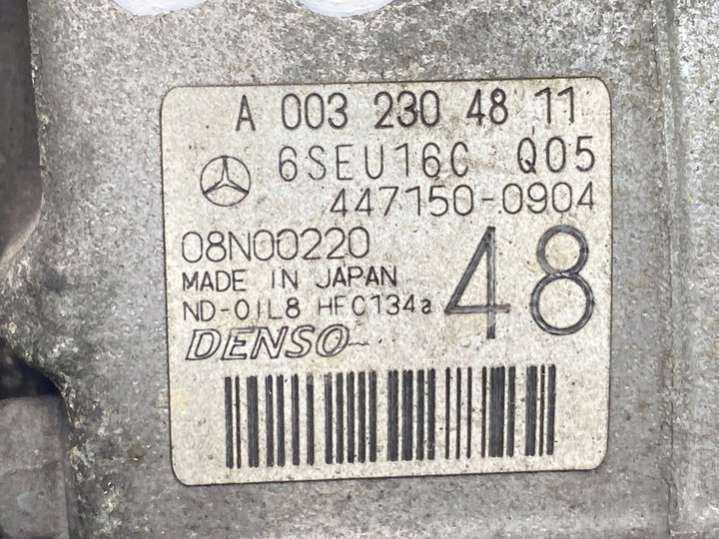 A 003 230 48 11
6SEU16C Q05
447150-0904
08N00220
MADE IN JAPAN
ND-OIL8 HFC134a
48
DENSO